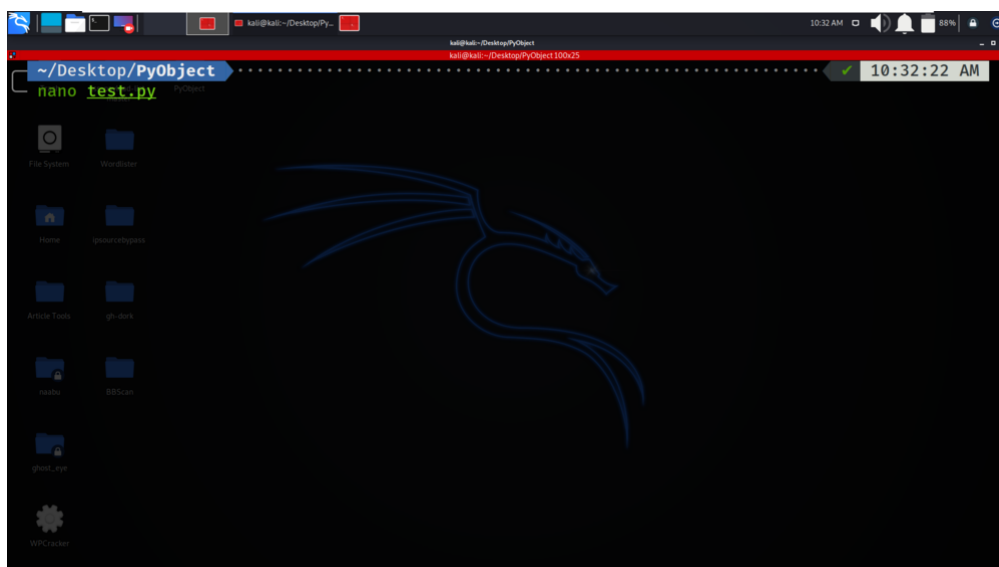 kali@kali:~/Desktop/Py...
10:32 AM
88%
kali@kali:~/Desktop/PyObject
kali@kali:~/Desktop/PyObject 100x25
~/Desktop/PyObject
10:32:22 AM
nano test.py
PyObject
File System
Wordlister
Home
ipsourcebypass
Article Tools
gh-dork
naabu
BBScan
ghost_eye
WPCracker